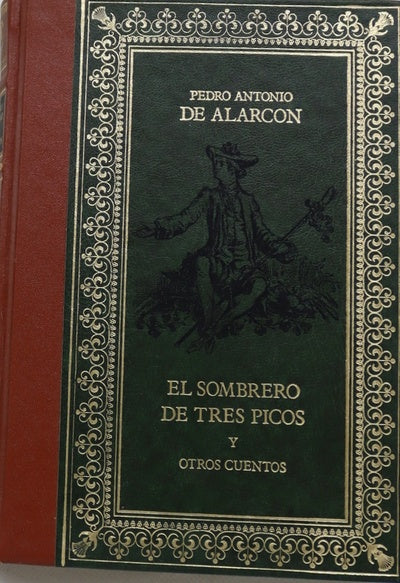 PEDRO ANTONIO
DE ALARCON
EL SOMBRERO
DE TRES PICOS
Y
OTROS CUENTOS